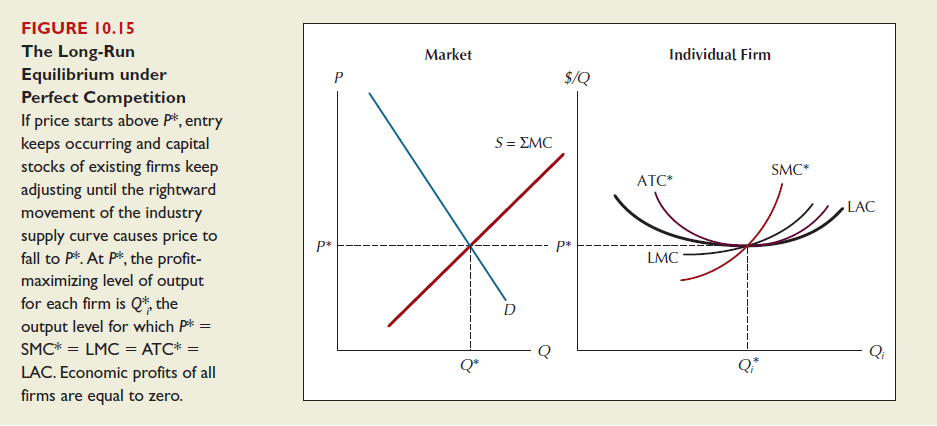 FIGURE 10.15
The Long-Run
Equilibrium under
Perfect Competition
If price starts above P*, entry
keeps occurring and capital
stocks of existing firms keep
adjusting until the rightward
movement of the industry
supply curve causes price to
fall to P*. At P*, the profit-
maximizing level of output
for each firm is Qᵢ*, the
output level for which P* =
SMC* = LMC = ATC* =
LAC. Economic profits of all
firms are equal to zero.
Market
P
S = ΣMC
P*
D
Q*
Q
Individual Firm
$/Q
ATC*
SMC*
LAC
P*
LMC
Qᵢ*
Qᵢ